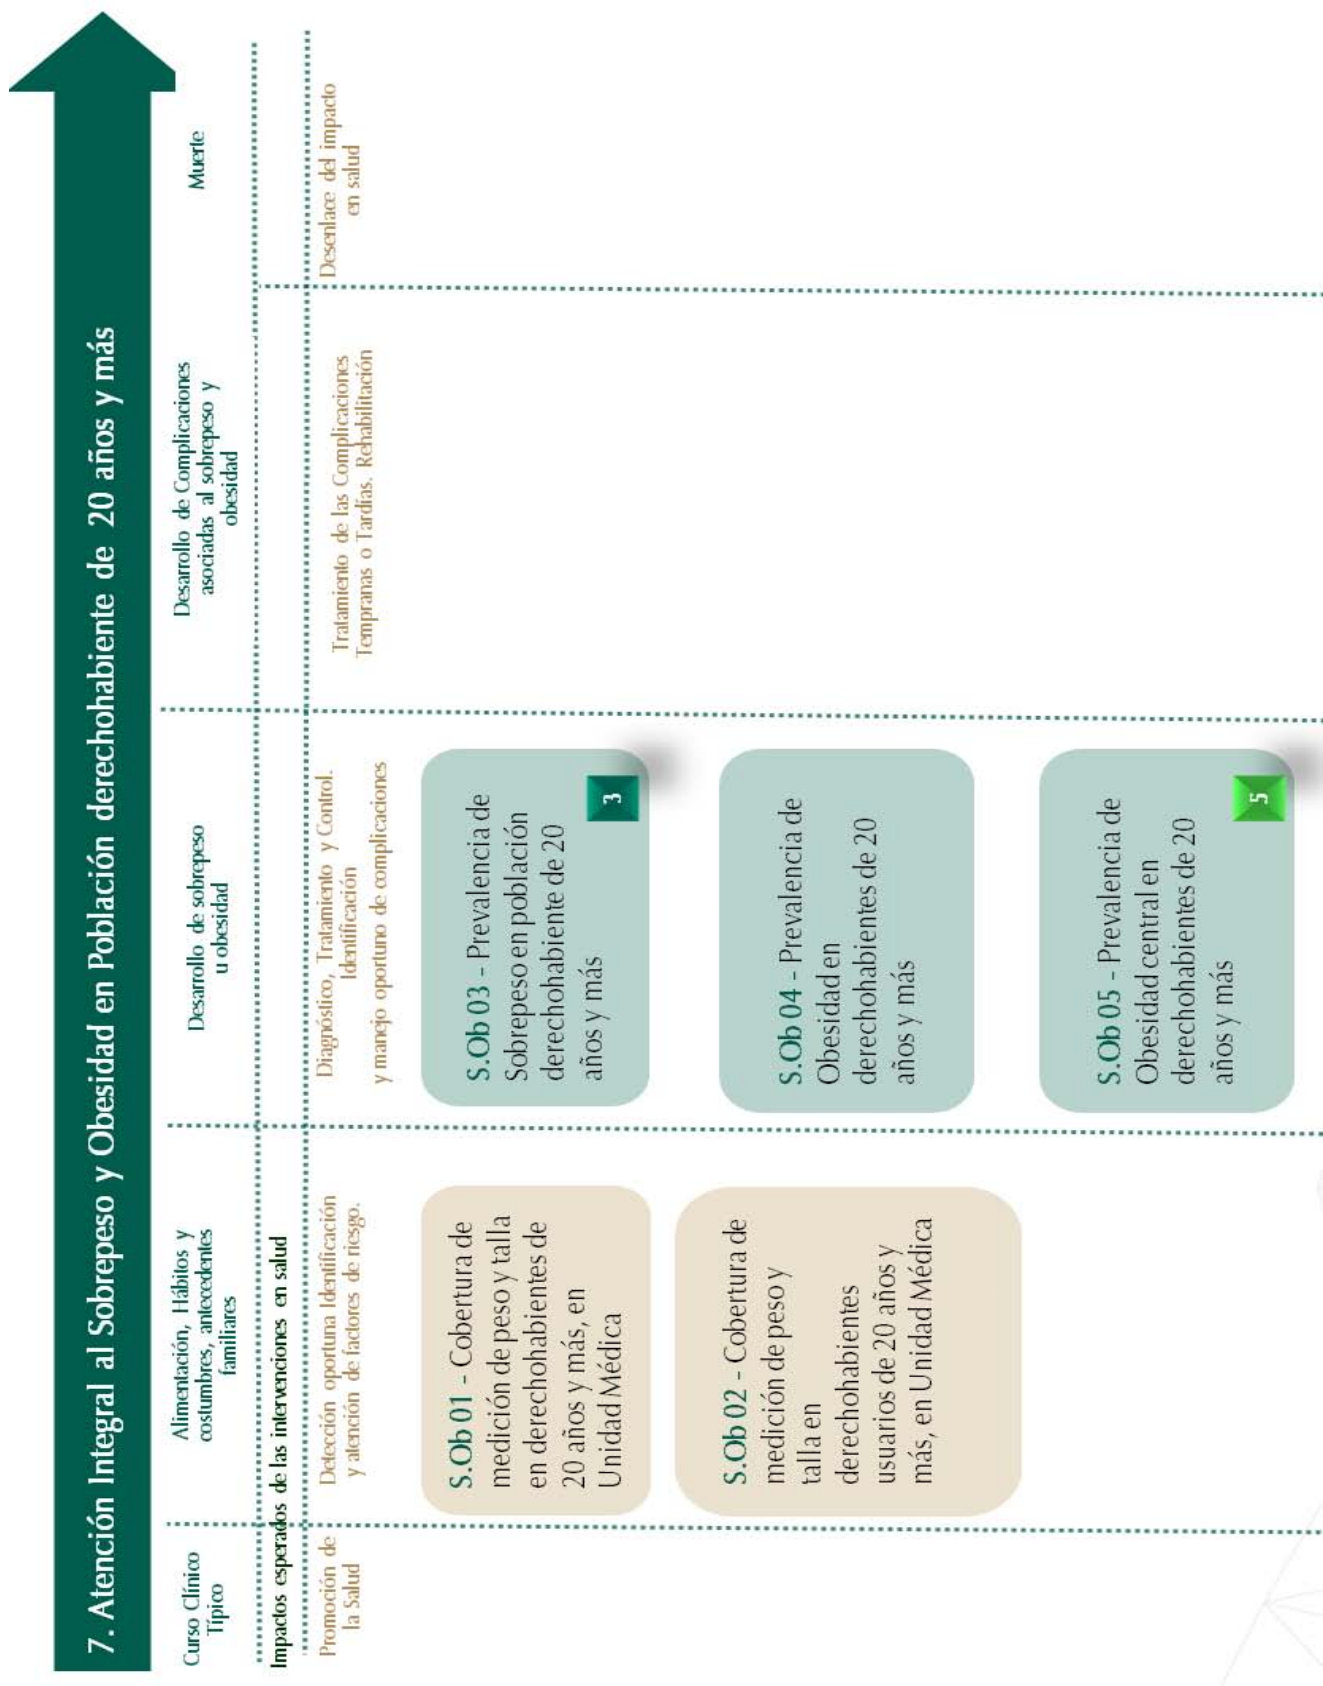 7. Atención Integral al Sobrepeso y Obesidad en Población derechohabiente de 20 años y más
Curso Clínico
Típico
Alimentación, Hábitos y
costumbres, antecedentes
familiares
Desarrollo de sobrepeso
u obesidad
Desarrollo de Complicaciones
asociadas al sobrepeso y
obesidad
Muerte
Impactos esperados de las intervenciones en salud
Promoción de
la Salud
Detección oportuna Identificación
y atención de factores de riesgo.
Diagnóstico, Tratamiento y Control.
Identificación
y manejo oportuno de complicaciones
Tratamiento de las Complicaciones
Tempranas o Tardías. Rehabilitación
Desenlace del impacto
en salud
S.Ob 01 - Cobertura de
medición de peso y talla
en derechohabientes de
20 años y más, en
Unidad Médica
S.Ob 02 - Cobertura de
medición de peso y
talla en
derechohabientes
usuarios de 20 años y
más, en Unidad Médica
S.Ob 03 - Prevalencia de
Sobrepeso en población
derechohabiente de 20
años y más
3
S.Ob 04 - Prevalencia de
Obesidad en
derechohabientes de 20
años y más
S.Ob 05 - Prevalencia de
Obesidad central en
derechohabientes de 20
años y más
5